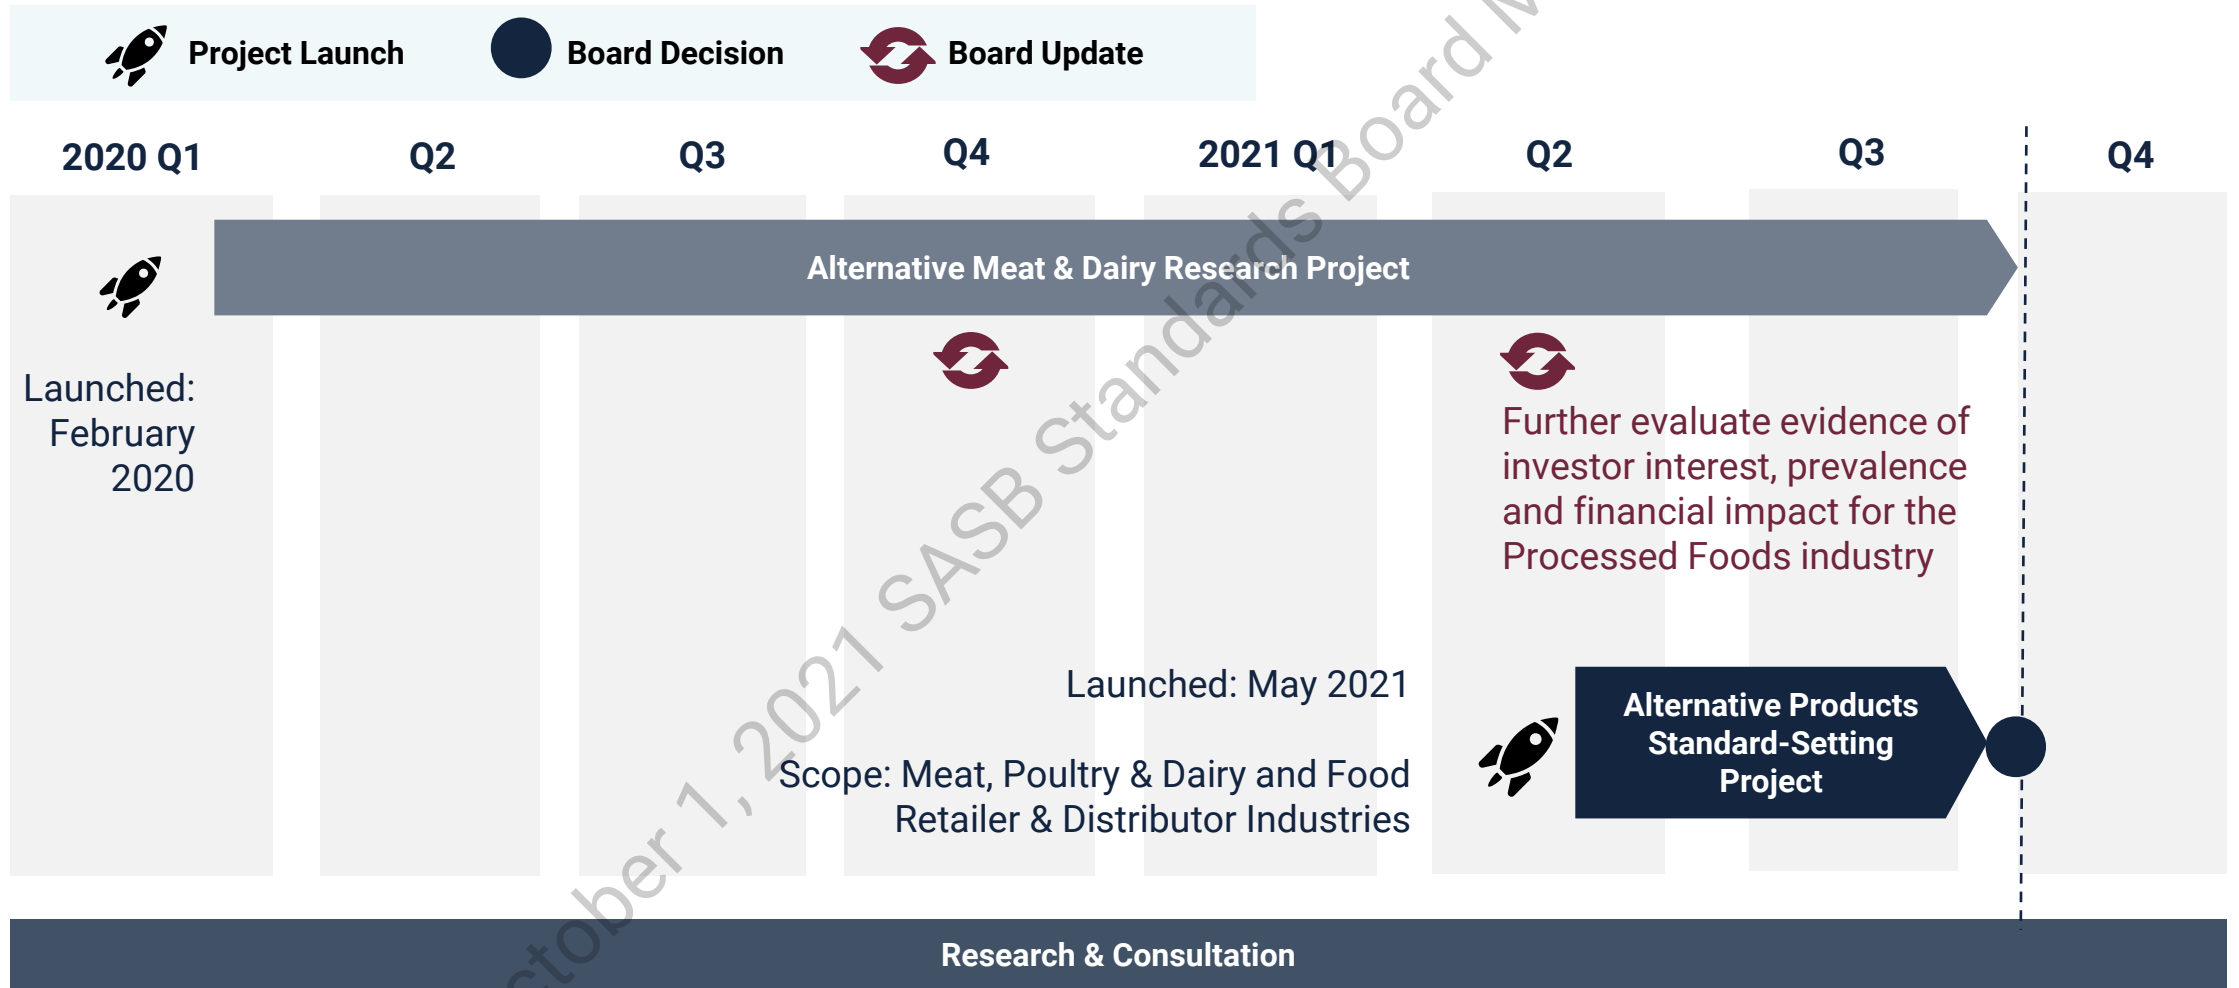 Project Launch
Board Decision
Board Update
2020 Q1
Q2
Q3
Q4
2021 Q1
Q2
Q3
Q4
Alternative Meat & Dairy Research Project
Launched:
February
2020
Further evaluate evidence of
investor interest, prevalence
and financial impact for the
Processed Foods industry
Launched: May 2021
Scope: Meat, Poultry & Dairy and Food
Retailer & Distributor Industries
Alternative Products
Standard-Setting
Project
Research & Consultation
1, 2021 SASB Standards Board